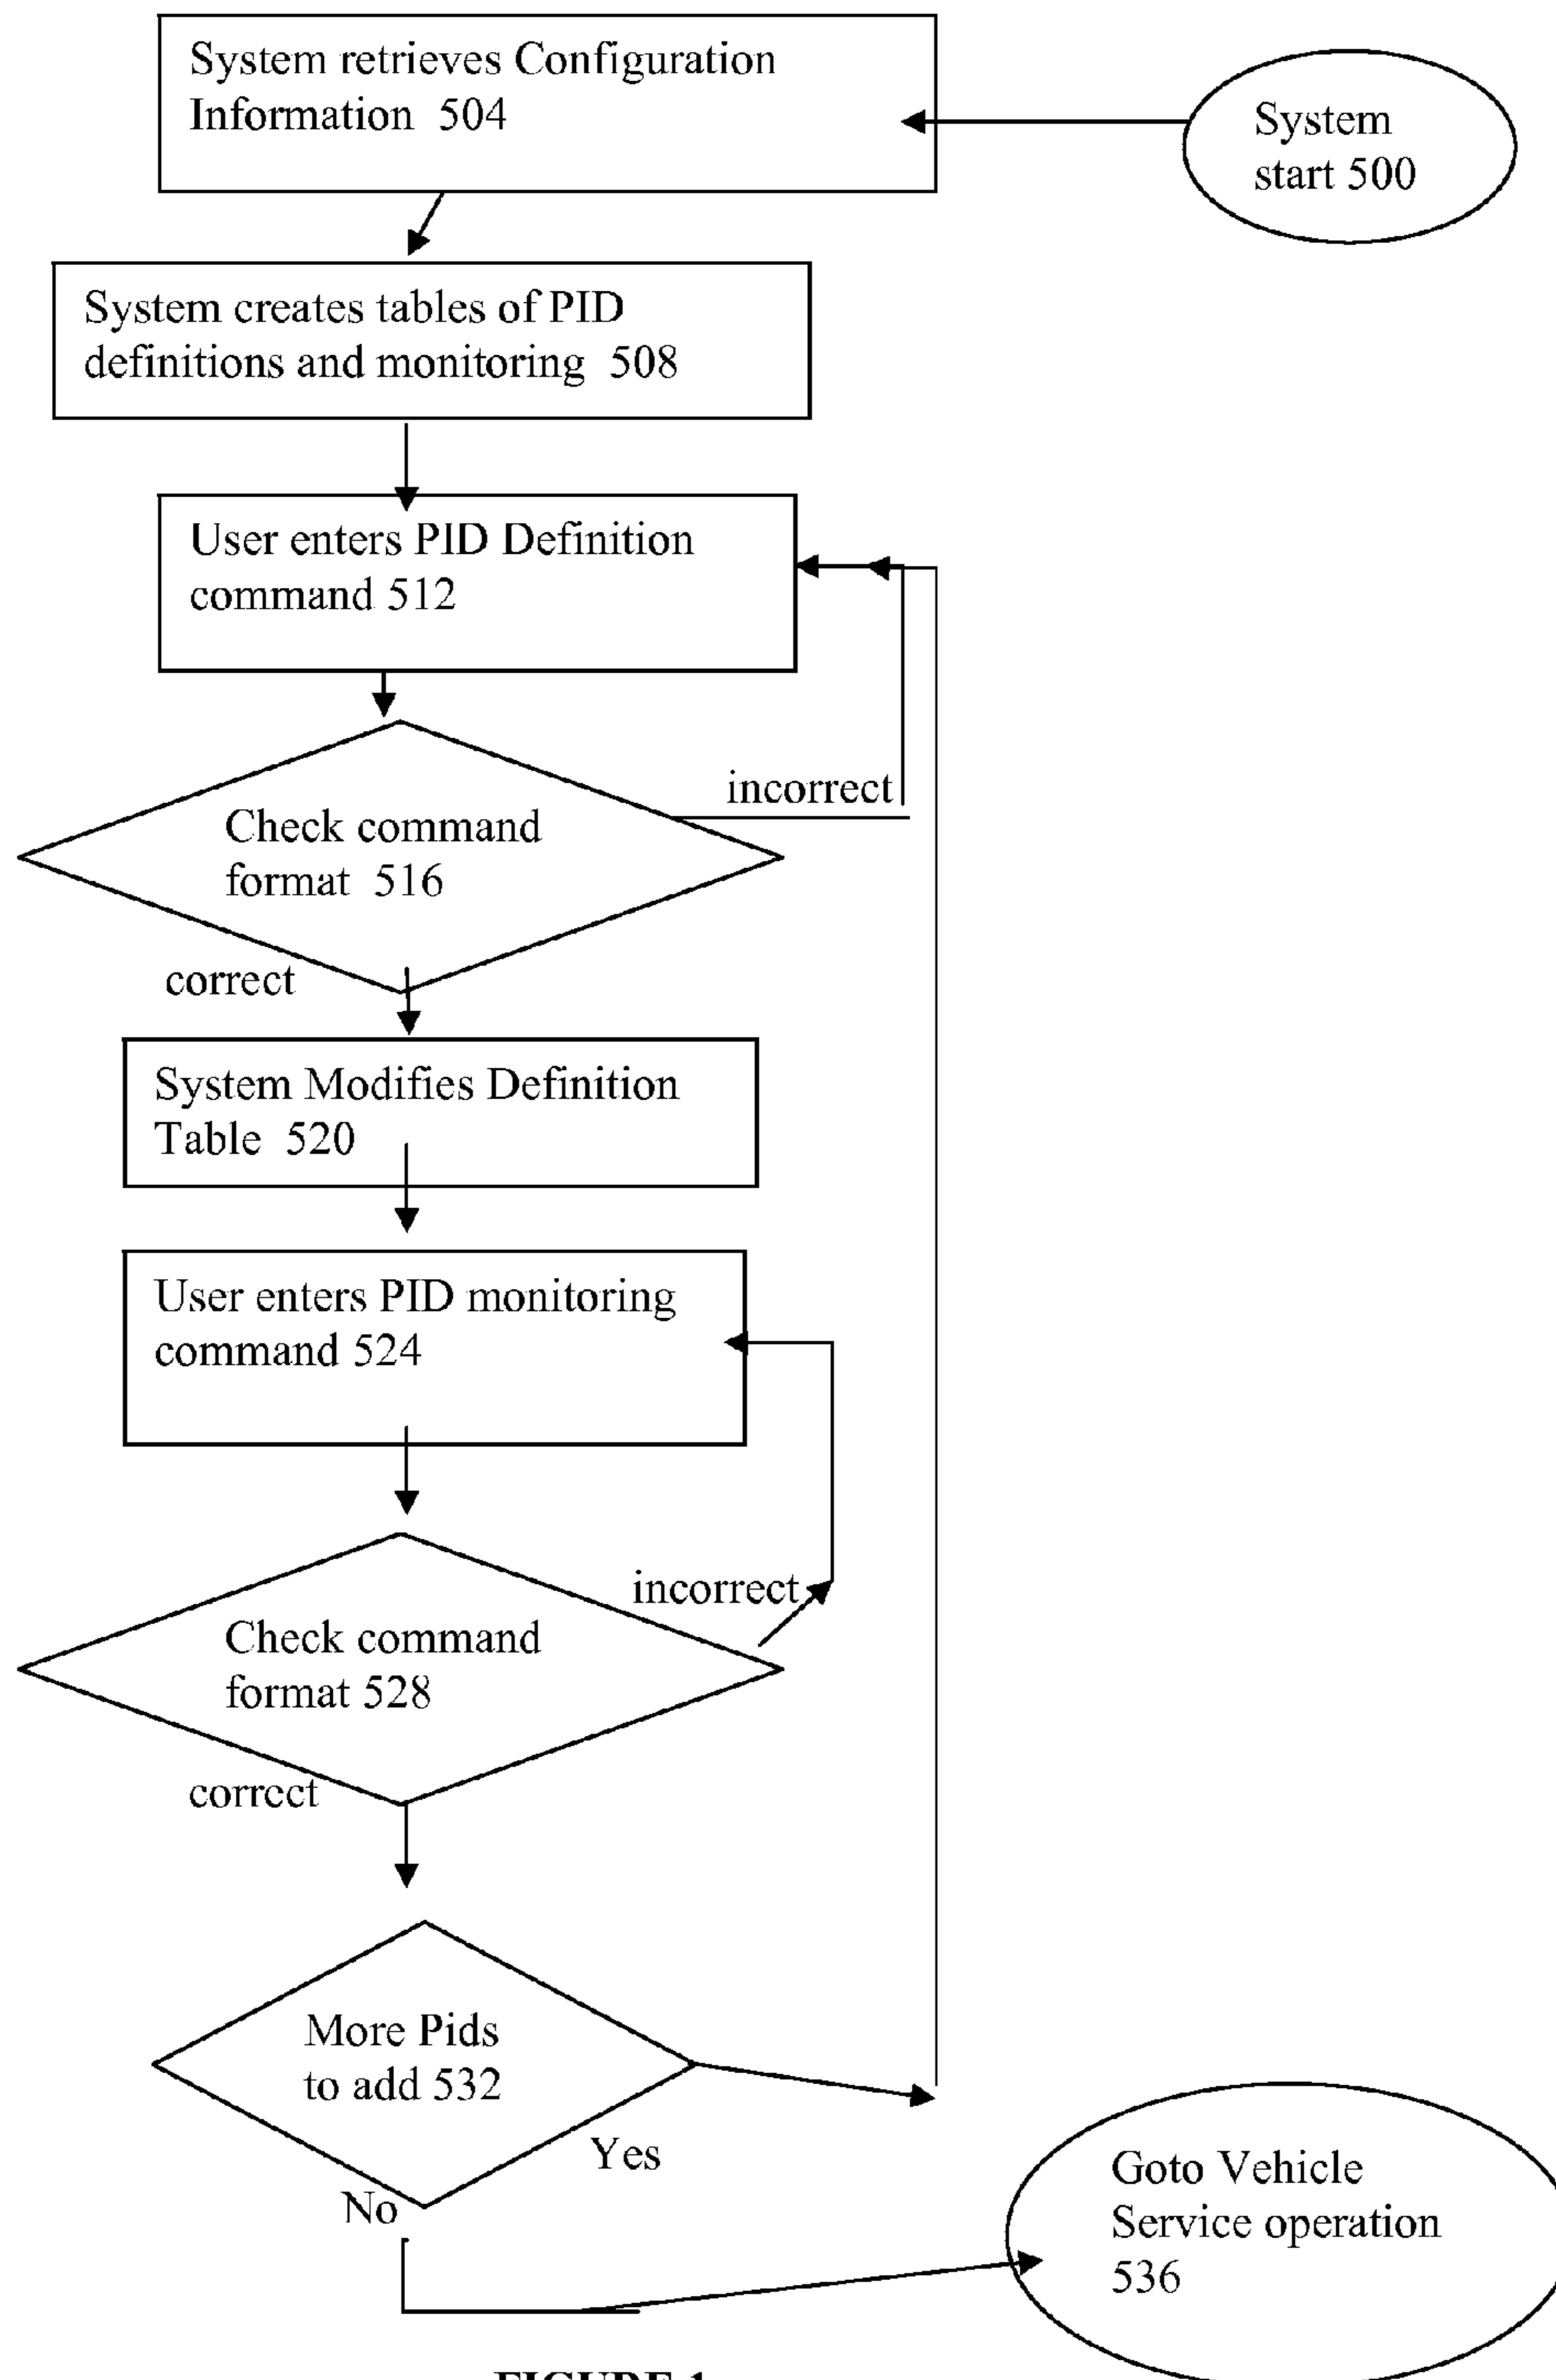 System retrieves Configuration
Information 504
System
start 500
System creates tables of PID
definitions and monitoring 508
User enters PID Definition
command 512
incorrect
Check command
format 516
correct
System Modifies Definition
Table 520
User enters PID monitoring
command 524
incorrect
Check command
format 528
correct
More Pids
to add 532
Yes
No
Goto Vehicle
Service operation
536
FIGURE 1